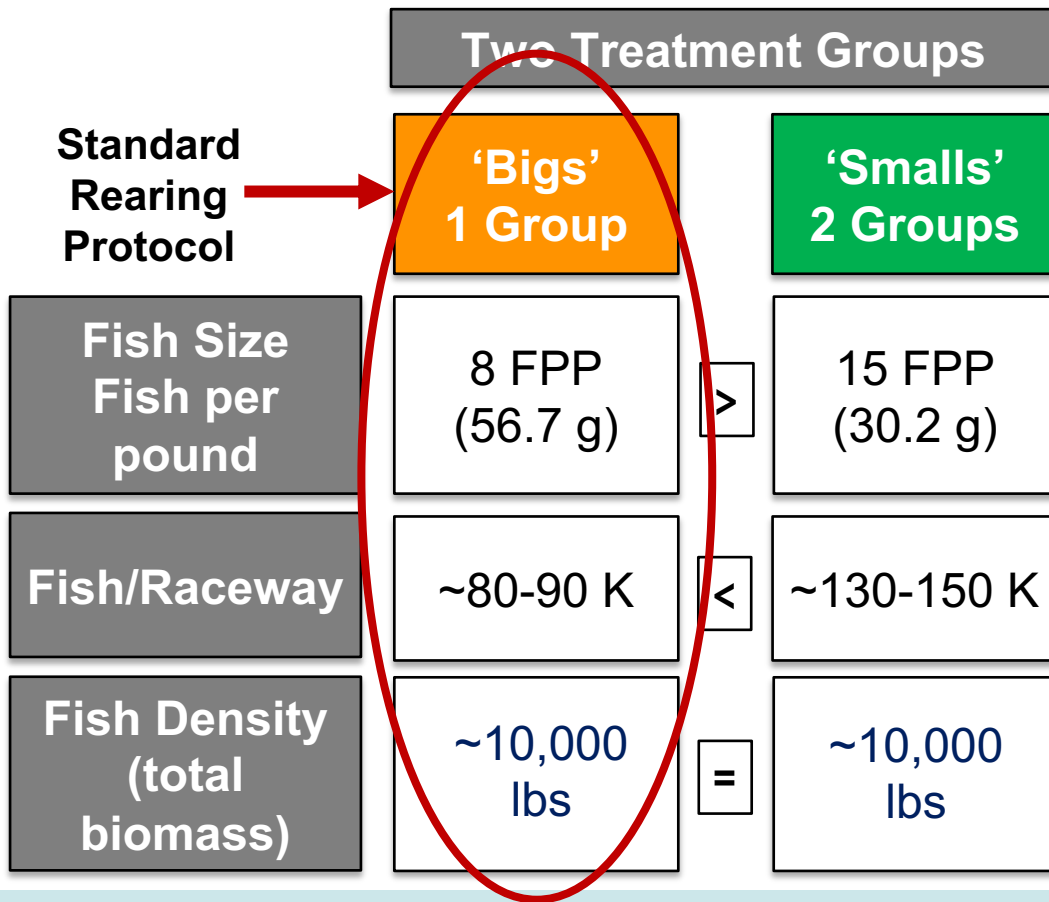 Two Treatment Groups
Standard
Rearing
Protocol
‘Bigs’
1 Group
‘Smalls’
2 Groups
Fish Size
Fish per
pound
8 FPP
(56.7 g)
>
15 FPP
(30.2 g)
Fish/Raceway
~80-90 K
<
~130-150 K
Fish Density
(total
biomass)
~10,000
lbs
=
~10,000
lbs